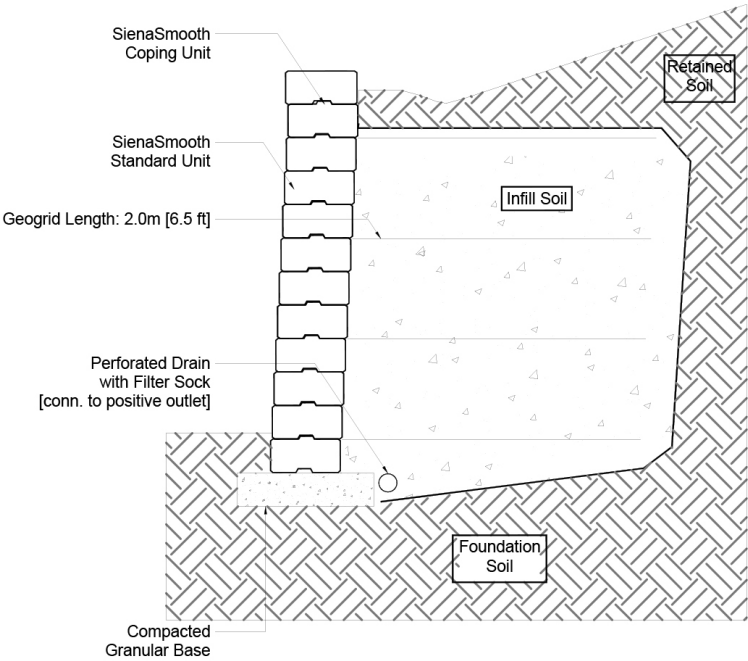 SienaSmooth
Coping Unit
Retained
Soil
SienaSmooth
Standard Unit
Infill Soil
Geogrid Length: 2.0m [6.5 ft]
Perforated Drain
with Filter Sock
[conn. to positive outlet]
Foundation
Soil
Compacted
Granular Base